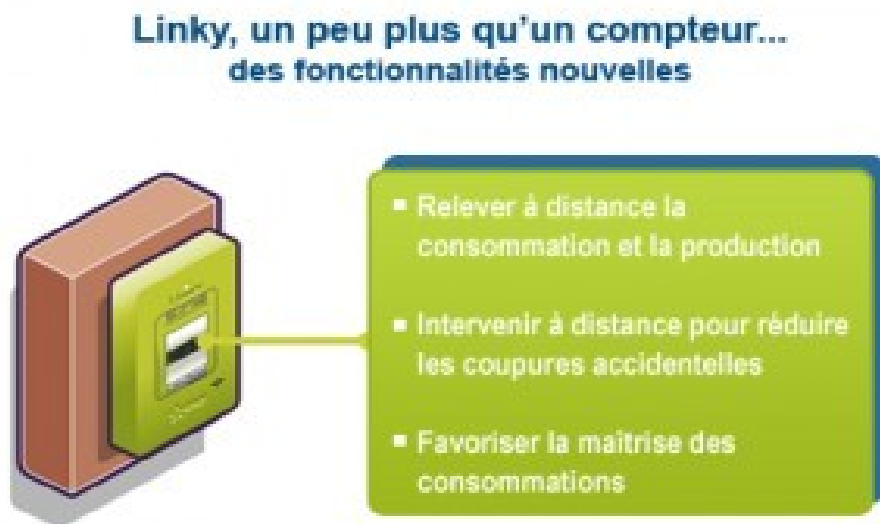 Linky, un peu plus qu'un compteur...
des fonctionnalités nouvelles
▪ Relever à distance la
consommation et la production
▪ Intervenir à distance pour réduire
les coupures accidentelles
▪ Favoriser la maîtrise des
consommations